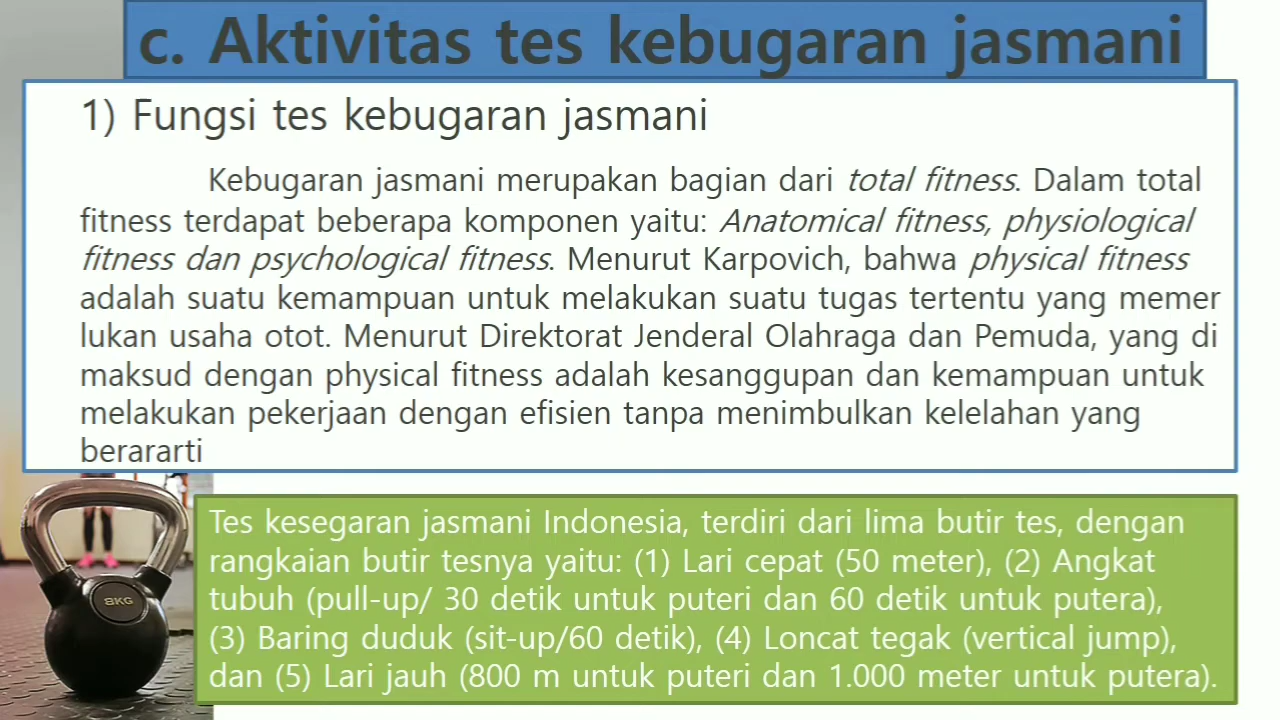 c. Aktivitas tes kebugaran jasmani
1) Fungsi tes kebugaran jasmani
Kebugaran jasmani merupakan bagian dari total fitness. Dalam total
fitness terdapat beberapa komponen yaitu: Anatomical fitness, physiological
fitness dan psychological fitness. Menurut Karpovich, bahwa physical fitness
adalah suatu kemampuan untuk melakukan suatu tugas tertentu yang memer
lukan usaha otot. Menurut Direktorat Jenderal Olahraga dan Pemuda, yang di
maksud dengan physical fitness adalah kesanggupan dan kemampuan untuk
melakukan pekerjaan dengan efisien tanpa menimbulkan kelelahan yang
berararti
Tes kesegaran jasmani Indonesia, terdiri dari lima butir tes, dengan
rangkaian butir tesnya yaitu: (1) Lari cepat (50 meter), (2) Angkat
tubuh (pull-up/ 30 detik untuk puteri dan 60 detik untuk putera),
(3) Baring duduk (sit-up/60 detik), (4) Loncat tegak (vertical jump),
dan (5) Lari jauh (800 m untuk puteri dan 1.000 meter untuk putera).
8KG